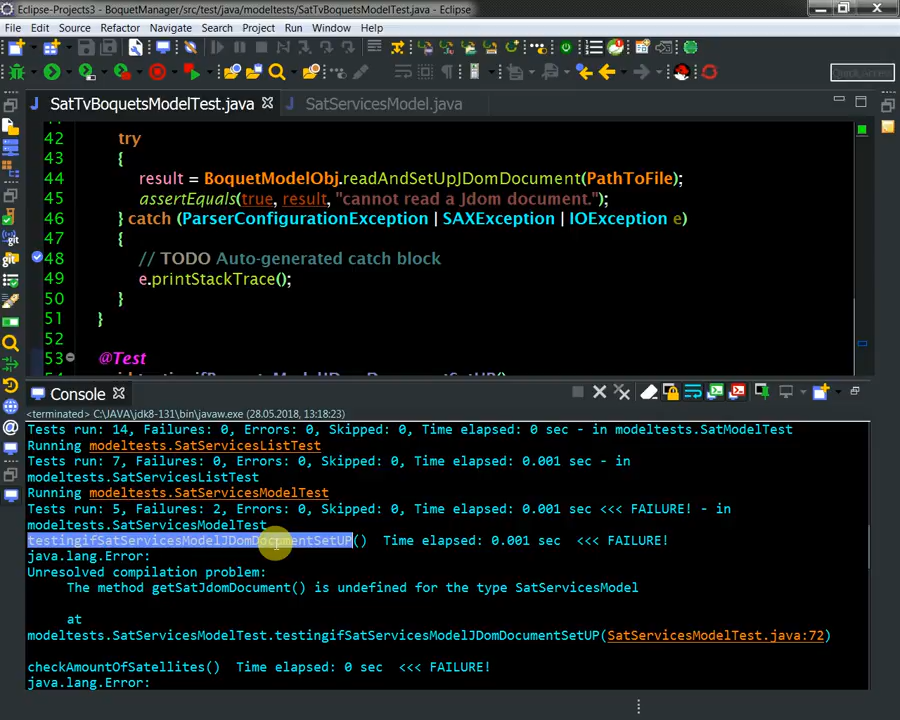 Eclipse-Projects3 - BoquetManager/src/test/java/modeltests/SatTvBoquetsModelTest.java - Eclipse
File Edit Source Refactor Navigate Search Project Run Window Help
SatTvBoquetsModelTest.java SatServicesModel.java
42 try
43 {
44 result = BoquetModelObj.readAndSetUpJDomDocument(PathToFile);
45 assertEquals(true, result, "cannot read a Jdom document.");
46 } catch (ParserConfigurationException | SAXException | IOException e)
47 {
48 // TODO Auto-generated catch block
49 e.printStackTrace();
50 }
51 }
52
53 @Test
Console
<terminated> C:\JAVA\jdk8-131\bin\javaw.exe (28.05.2018, 13:18:23)
Tests run: 14, Failures: 0, Errors: 0, Skipped: 0, Time elapsed: 0 sec - in modeltests.SatModelTest
Running modeltests.SatServicesListTest
Tests run: 7, Failures: 0, Errors: 0, Skipped: 0, Time elapsed: 0.001 sec - in
modeltests.SatServicesListTest
Running modeltests.SatServicesModelTest
Tests run: 5, Failures: 2, Errors: 0, Skipped: 0, Time elapsed: 0.001 sec <<< FAILURE! - in
modeltests.SatServicesModelTest
testingifSatServicesModelJDomDocumentSetUP() Time elapsed: 0.001 sec <<< FAILURE!
java.lang.Error:
Unresolved compilation problem:
The method getSatJdomDocument() is undefined for the type SatServicesModel
at
modeltests.SatServicesModelTest.testingifSatServicesModelJDomDocumentSetUP(SatServicesModelTest.java:72)
checkAmountOfSatellites() Time elapsed: 0 sec <<< FAILURE!
java.lang.Error: